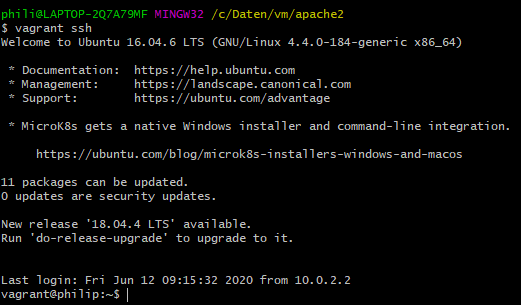 phili@LAPTOP-2Q7A79MF MINGW32 /c/Daten/vm/apache2
$ vagrant ssh
Welcome to Ubuntu 16.04.6 LTS (GNU/Linux 4.4.0-184-generic x86_64)
* Documentation: https://help.ubuntu.com
* Management: https://landscape.canonical.com
* Support: https://ubuntu.com/advantage
* MicroK8s gets a native Windows installer and command-line integration.
https://ubuntu.com/blog/microk8s-installers-windows-and-macos
11 packages can be updated.
0 updates are security updates.
New release '18.04.4 LTS' available.
Run 'do-release-upgrade' to upgrade to it.
Last login: Fri Jun 12 09:15:32 2020 from 10.0.2.2
vagrant@philip:~$